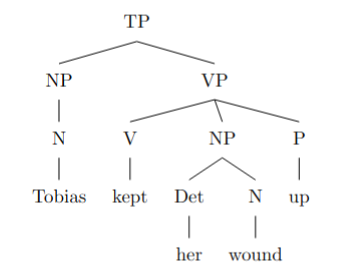 TP
NP VP
N V NP P
Tobias kept Det N up
her wound